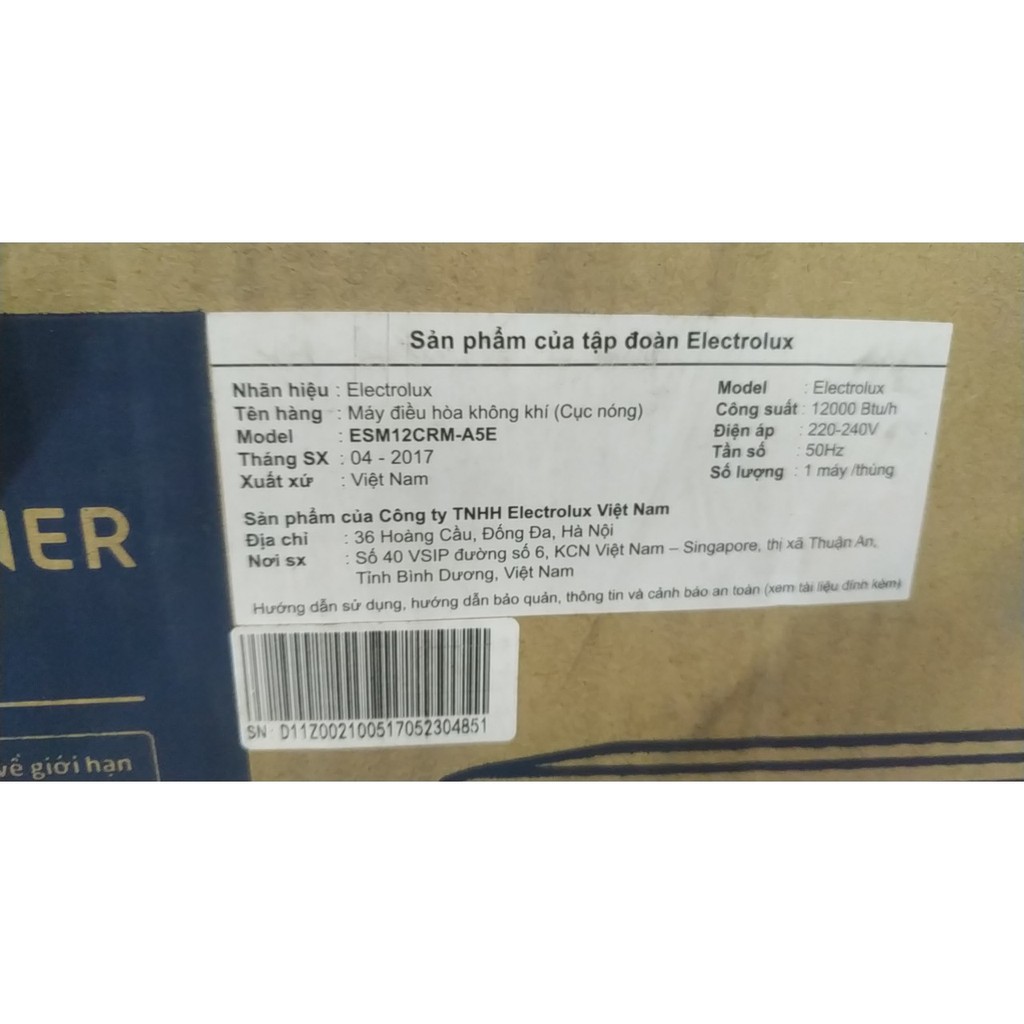 Sản phẩm của tập đoàn Electrolux
Nhãn hiệu : Electrolux
Tên hàng : Máy điều hòa không khí (Cục nóng)
Model : ESM12CRM-A5E
Tháng SX : 04 - 2017
Xuất xứ : Việt Nam
Model : Electrolux
Công suất : 12000 Btu/h
Điện áp : 220-240V
Tần số : 50Hz
Số lượng : 1 máy /thùng
Sản phẩm của Công ty TNHH Electrolux Việt Nam
Địa chỉ : 36 Hoàng Cầu, Đống Đa, Hà Nội
Nơi sx : Số 40 VSIP đường số 6, KCN Việt Nam – Singapore, thị xã Thuận An,
Tỉnh Bình Dương, Việt Nam
Hướng dẫn sử dụng, hướng dẫn bảo quản, thông tin và cảnh báo an toàn (xem tài liệu đính kèm)
NER
SN : D11Z002100517052304851
về giới hạn